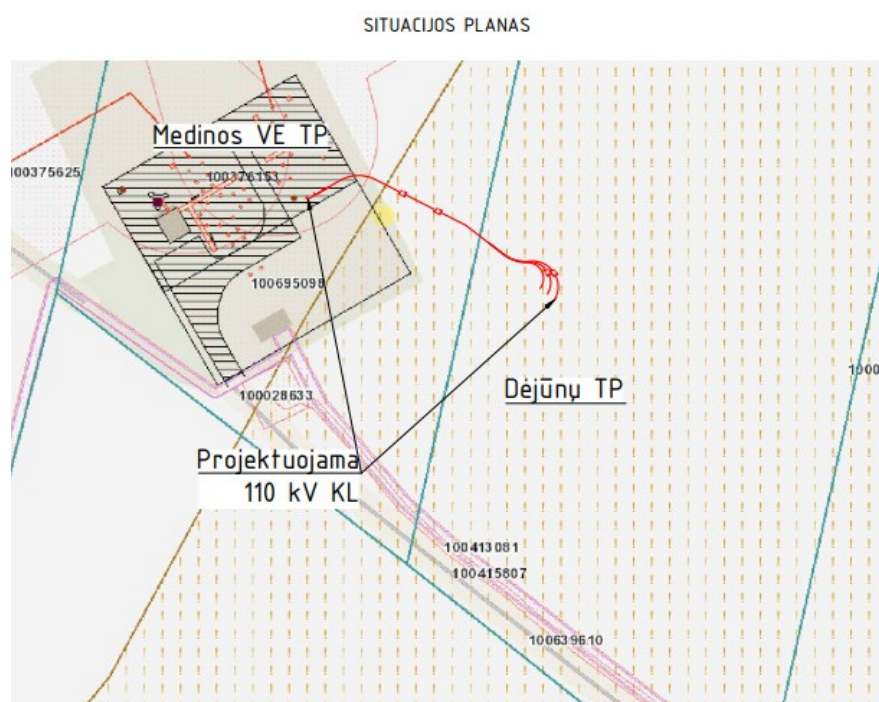 SITUACIJOS PLANAS
Medinos VE TP
100375625
100376153
100695098
Dėjūnų TP
100028633
Projektuojama
110 kV KL
100413081
100415807
100639610